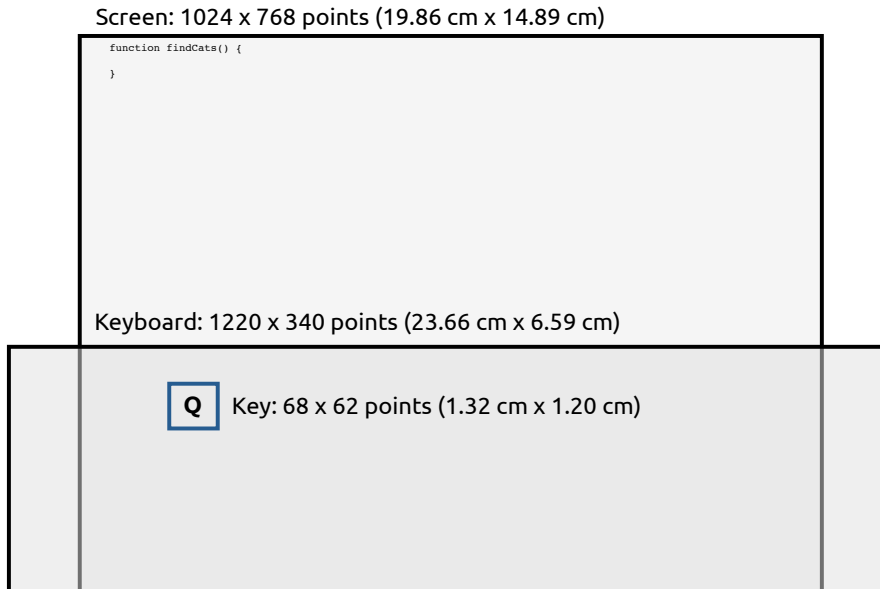 Screen: 1024 x 768 points (19.86 cm x 14.89 cm)
function findCats() {
}
Keyboard: 1220 x 340 points (23.66 cm x 6.59 cm)
Q Key: 68 x 62 points (1.32 cm x 1.20 cm)